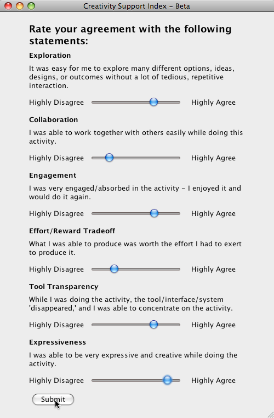 Creativity Support Index – Beta
Rate your agreement with the following
statements:
Exploration
It was easy for me to explore many different options, ideas,
designs, or outcomes without a lot of tedious, repetitive
interaction.
Highly Disagree Highly Agree
Collaboration
I was able to work together with others easily while doing this
activity.
Highly Disagree Highly Agree
Engagement
I was very engaged/absorbed in the activity – I enjoyed it and
would do it again.
Highly Disagree Highly Agree
Effort/Reward Tradeoff
What I was able to produce was worth the effort I had to exert
to produce it.
Highly Disagree Highly Agree
Tool Transparency
While I was doing the activity, the tool/interface/system
'disappeared,' and I was able to concentrate on the activity.
Highly Disagree Highly Agree
Expressiveness
I was able to be very expressive and creative while doing the
activity.
Highly Disagree Highly Agree
Submit